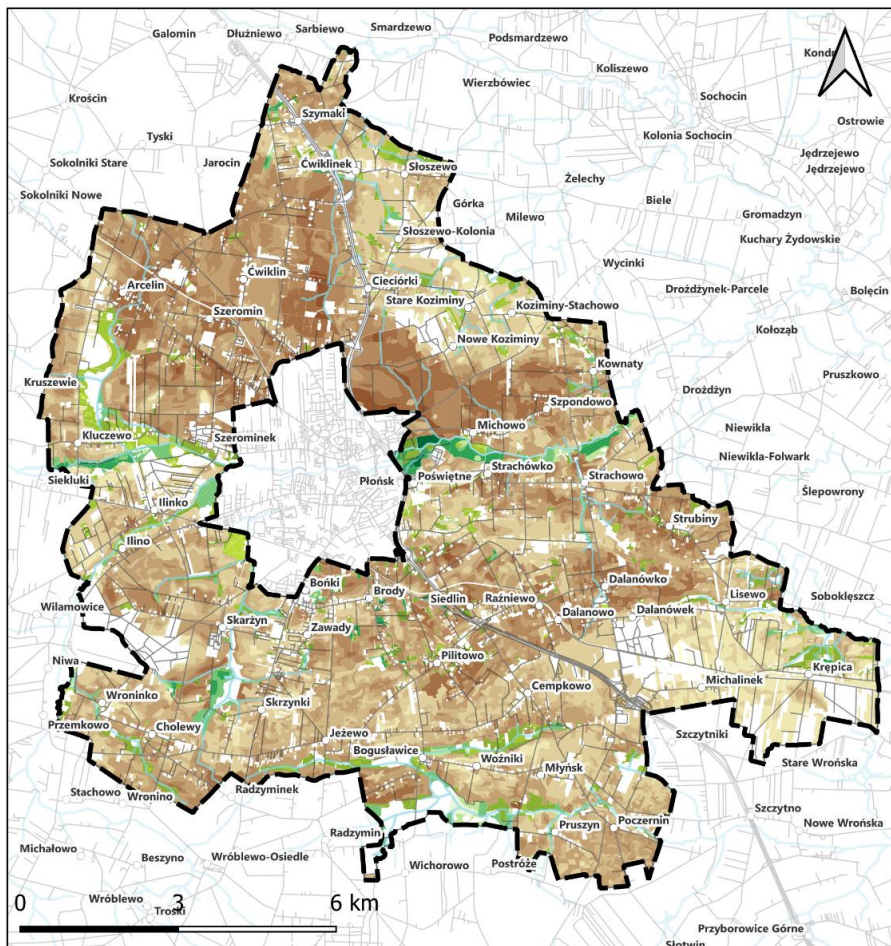 Galomin
Dłużniewo
Sarbiewo
Smardzewo
Podsmardzewo
Koliszewo
Wierzbówiec
Sochocin
Krościn
Szymaki
Ostrowie
Tyski
Kolonia Sochocin
Sokolniki Stare
Jarocin
Ćwiklinek
Słoszewo
Jędrzejewo
Jędrzejewo
Żelechy
Sokolniki Nowe
Górka
Milewo
Biele
Gromadzyn
Słoszewo-Kolonia
Kuchary Żydowskie
Wycinki
Ćwiklin
Arcelin
Cieciórki
Drożdżynek-Parcele
Bolęcin
Stare Koziminy
Koziminy-Stachowo
Szeromin
Kołoząb
Nowe Koziminy
Kownaty
Kruszewie
Drożdżyn
Pruszkowo
Szpondowo
Kluczewo
Szerominek
Michowo
Niewikla
Niewikla-Folwark
Siekluki
Płońsk
Poświętne
Strachówko
Strachowo
Ślepowrony
Ilinko
Strubiny
Ilino
Bońki
Brody
Siedlin
Raźniewo
Dalanówko
Lisewo
Soboklęszcz
Wilamowice
Skarżyn
Zawady
Dalanowo
Dalanówek
Niwa
Pilitowo
Krępica
Wroninko
Skrzynki
Cempkowo
Michalinek
Przemkowo
Cholewy
Jeżewo
Szczytniki
Bogusławice
Woźniki
Młyńsk
Stare Wrońska
Stachowo
Wronino
Radzyminek
Szczytno
Radzymin
Pruszyn
Poczernin
Nowe Wrońska
Michałowo
Beszyno
Wróblewo-Osiedle
Wichorowo
Postróże
Wróblewo
Troski
0 3 6 km
Przyborowice Górne